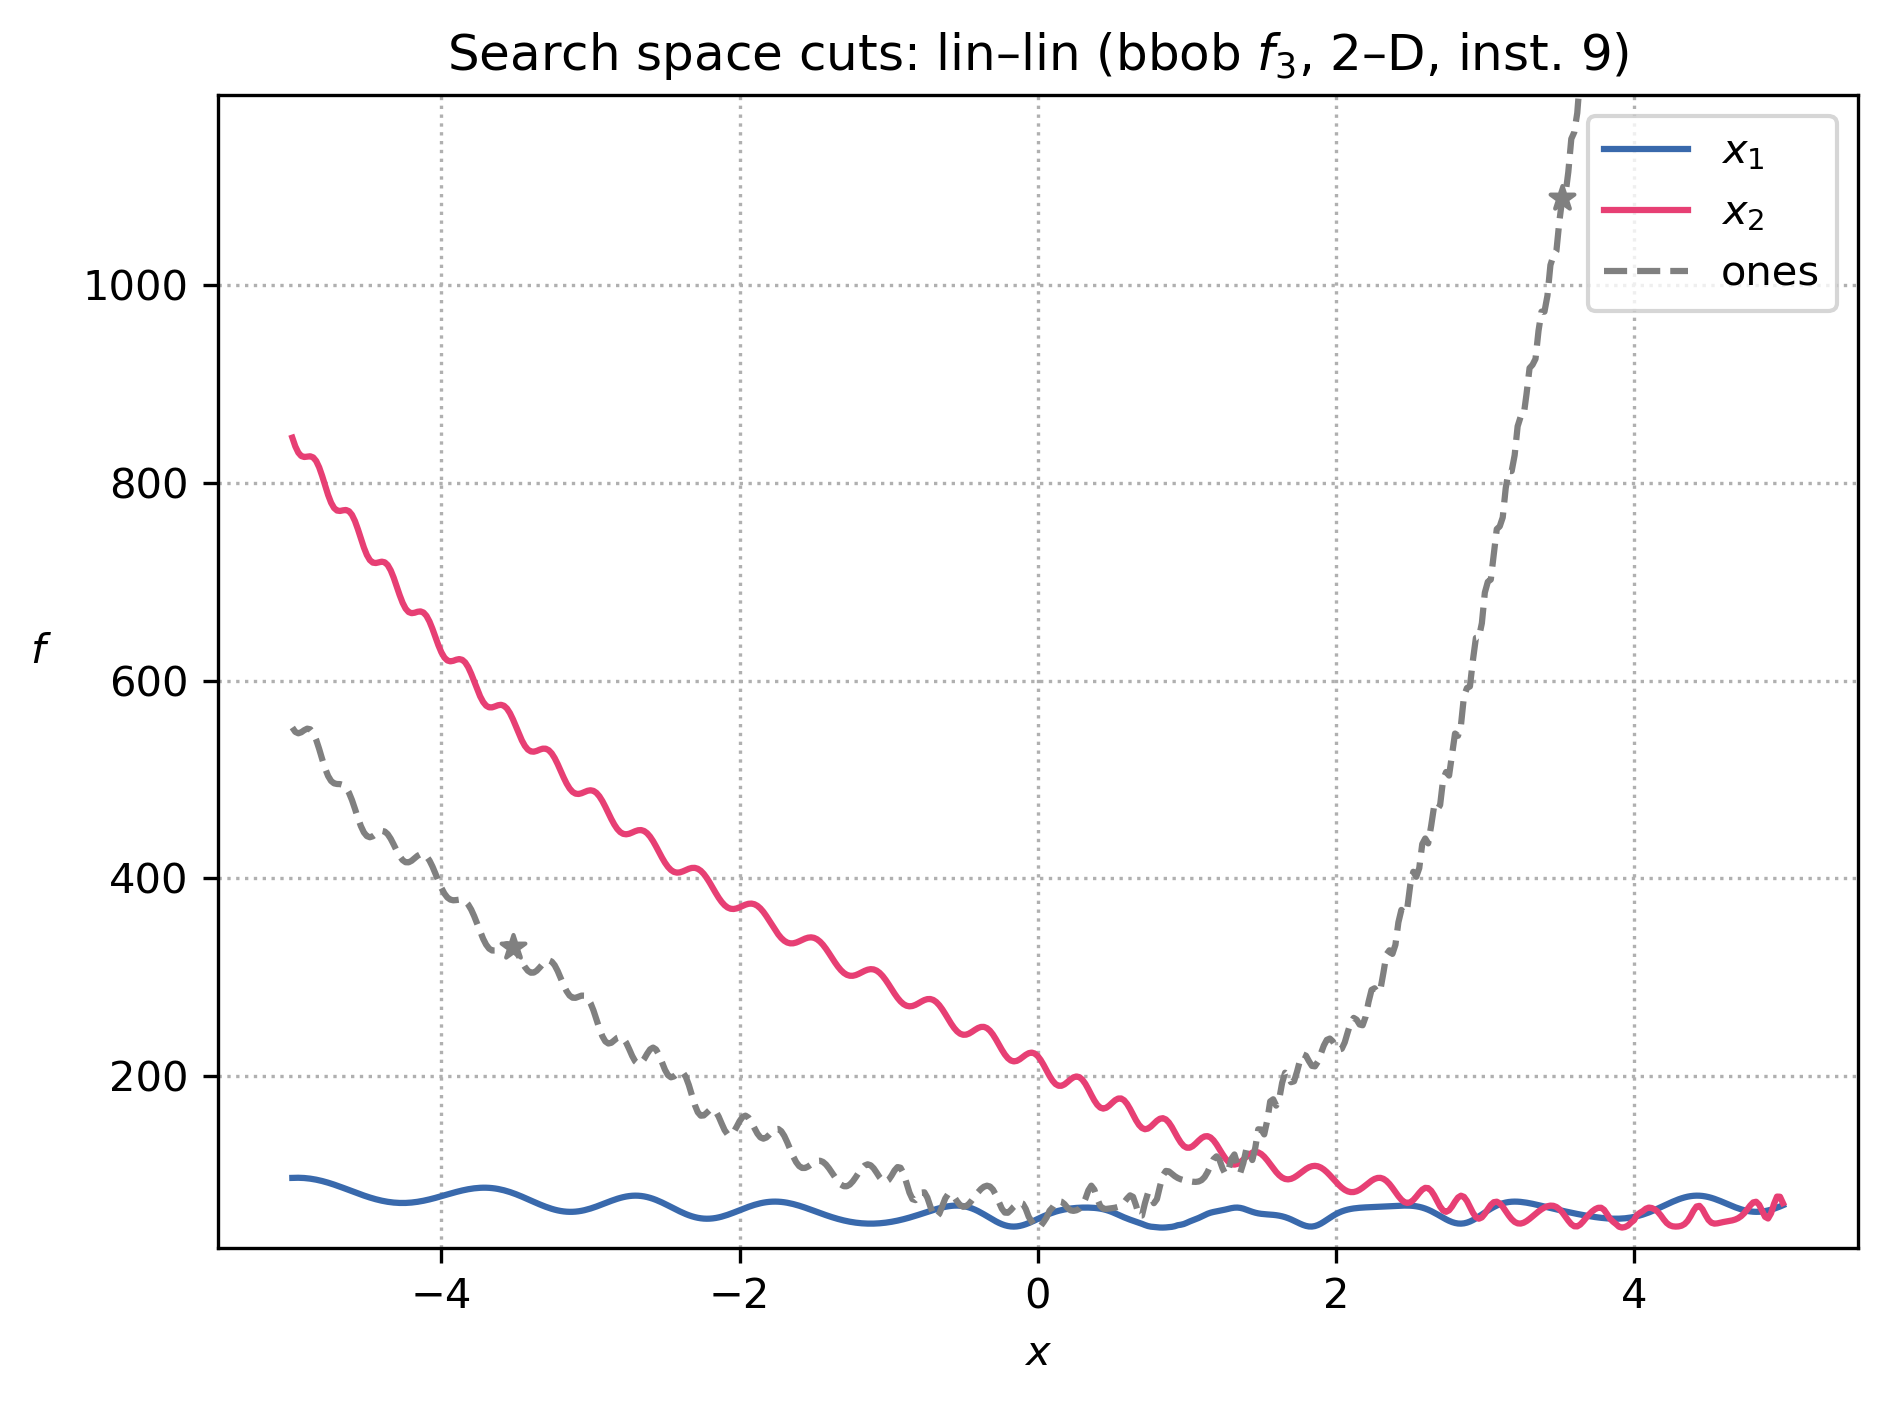 Search space cuts: lin–lin (bbob f₃, 2–D, inst. 9)
x₁
x₂
ones
1000
800
600
400
200
f
−4
−2
0
2
4
x